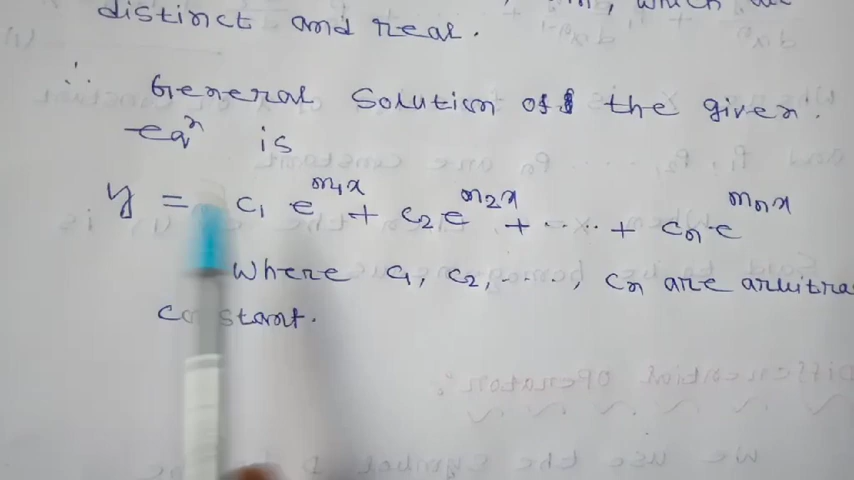 distinct and real.
∴ General Solution of the given.
eqⁿ is
y = c₁ e^{m₁x} + c₂e^{m₂x} + ..... + cₙe^{mₙx}
Where c₁, c₂, ....., cₙ are arbitra
constant.